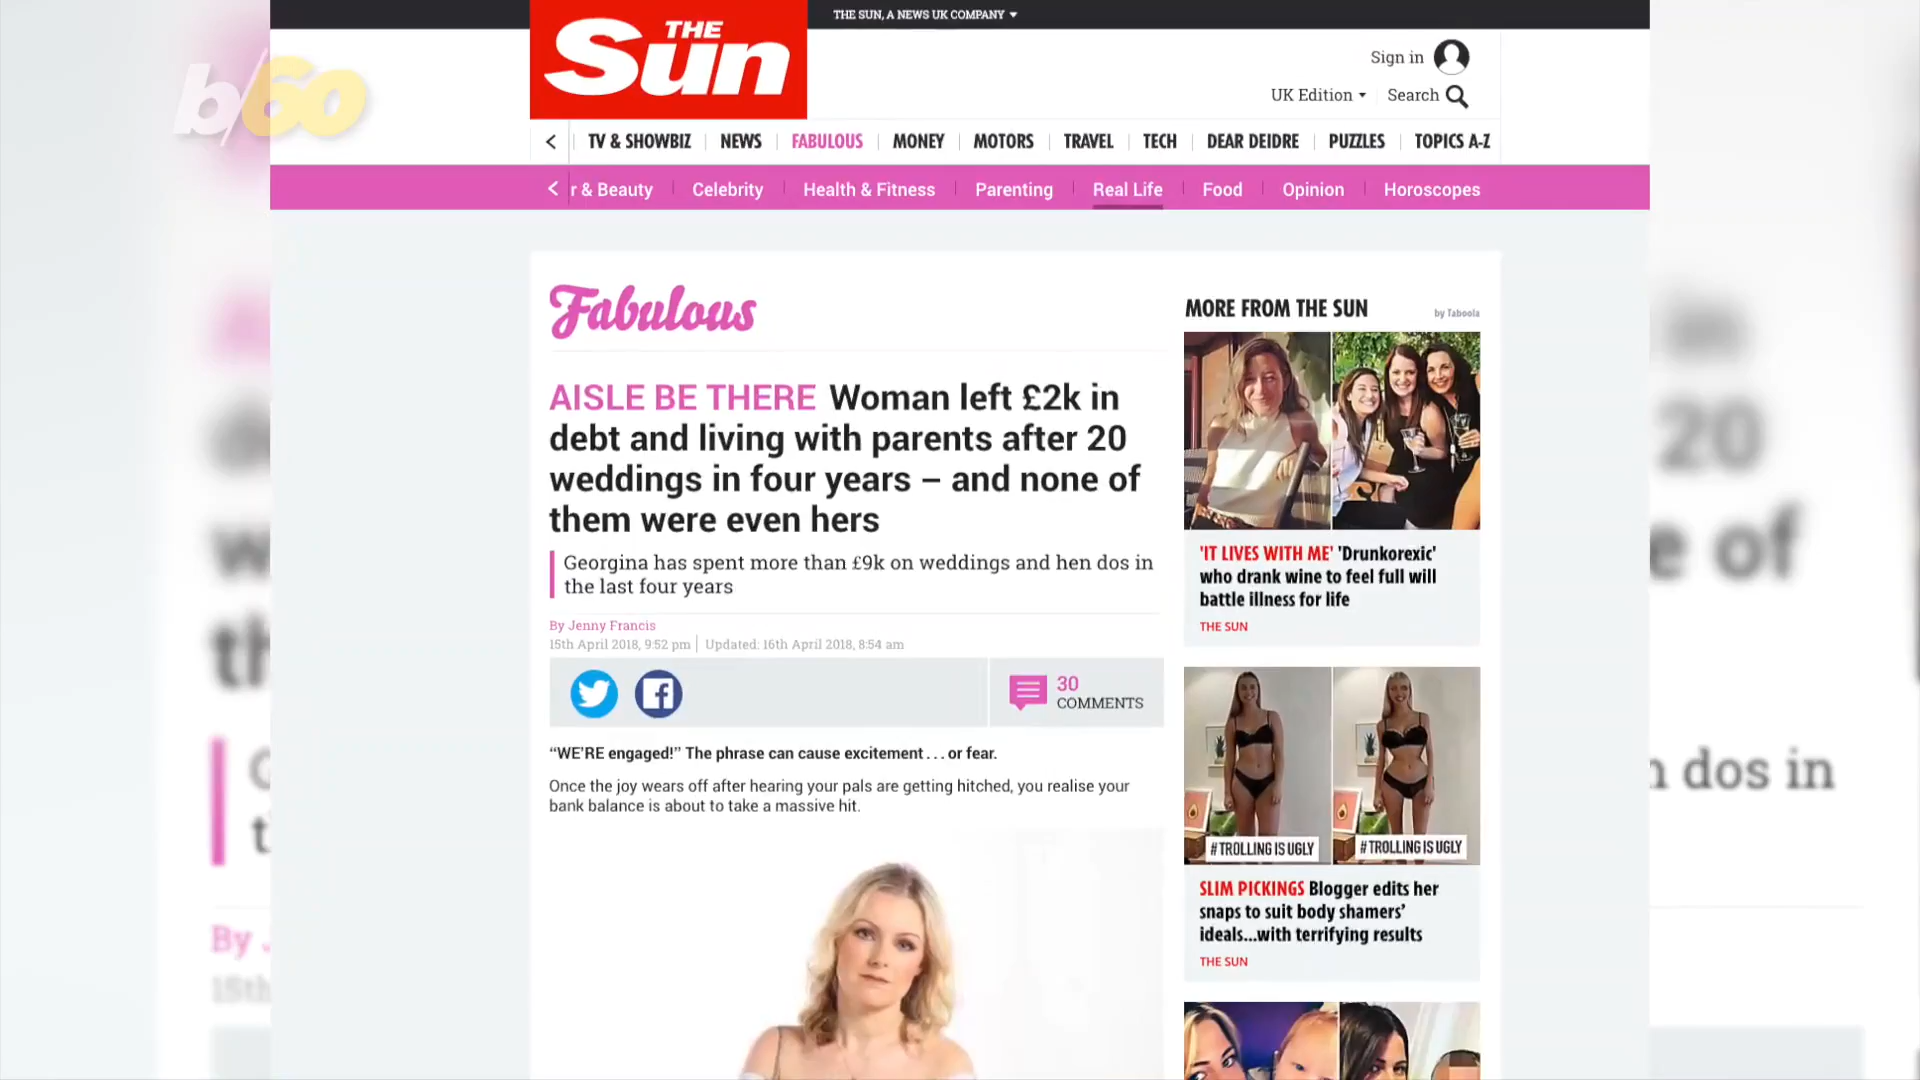 THE SUN, A NEWS UK COMPANY
THE
Sun
b/60
Sign in
UK Edition
Search
TV & SHOWBIZ
NEWS
FABULOUS
MONEY
MOTORS
TRAVEL
TECH
DEAR DEIDRE
PUZZLES
TOPICS A-Z
r & Beauty
Celebrity
Health & Fitness
Parenting
Real Life
Food
Opinion
Horoscopes
Fabulous
AISLE BE THERE Woman left £2k in
debt and living with parents after 20
weddings in four years – and none of
them were even hers
Georgina has spent more than £9k on weddings and hen dos in
the last four years
By Jenny Francis
15th April 2018, 9:52 pm
Updated: 16th April 2018, 8:54 am
30
COMMENTS
“WE’RE engaged!” The phrase can cause excitement . . . or fear.
Once the joy wears off after hearing your pals are getting hitched, you realise your
bank balance is about to take a massive hit.
MORE FROM THE SUN
by Taboola
'IT LIVES WITH ME' 'Drunkorexic'
who drank wine to feel full will
battle illness for life
THE SUN
#TROLLING IS UGLY
#TROLLING IS UGLY
SLIM PICKINGS Blogger edits her
snaps to suit body shamers’
ideals...with terrifying results
THE SUN
in
20
e of
n dos in
By
15th